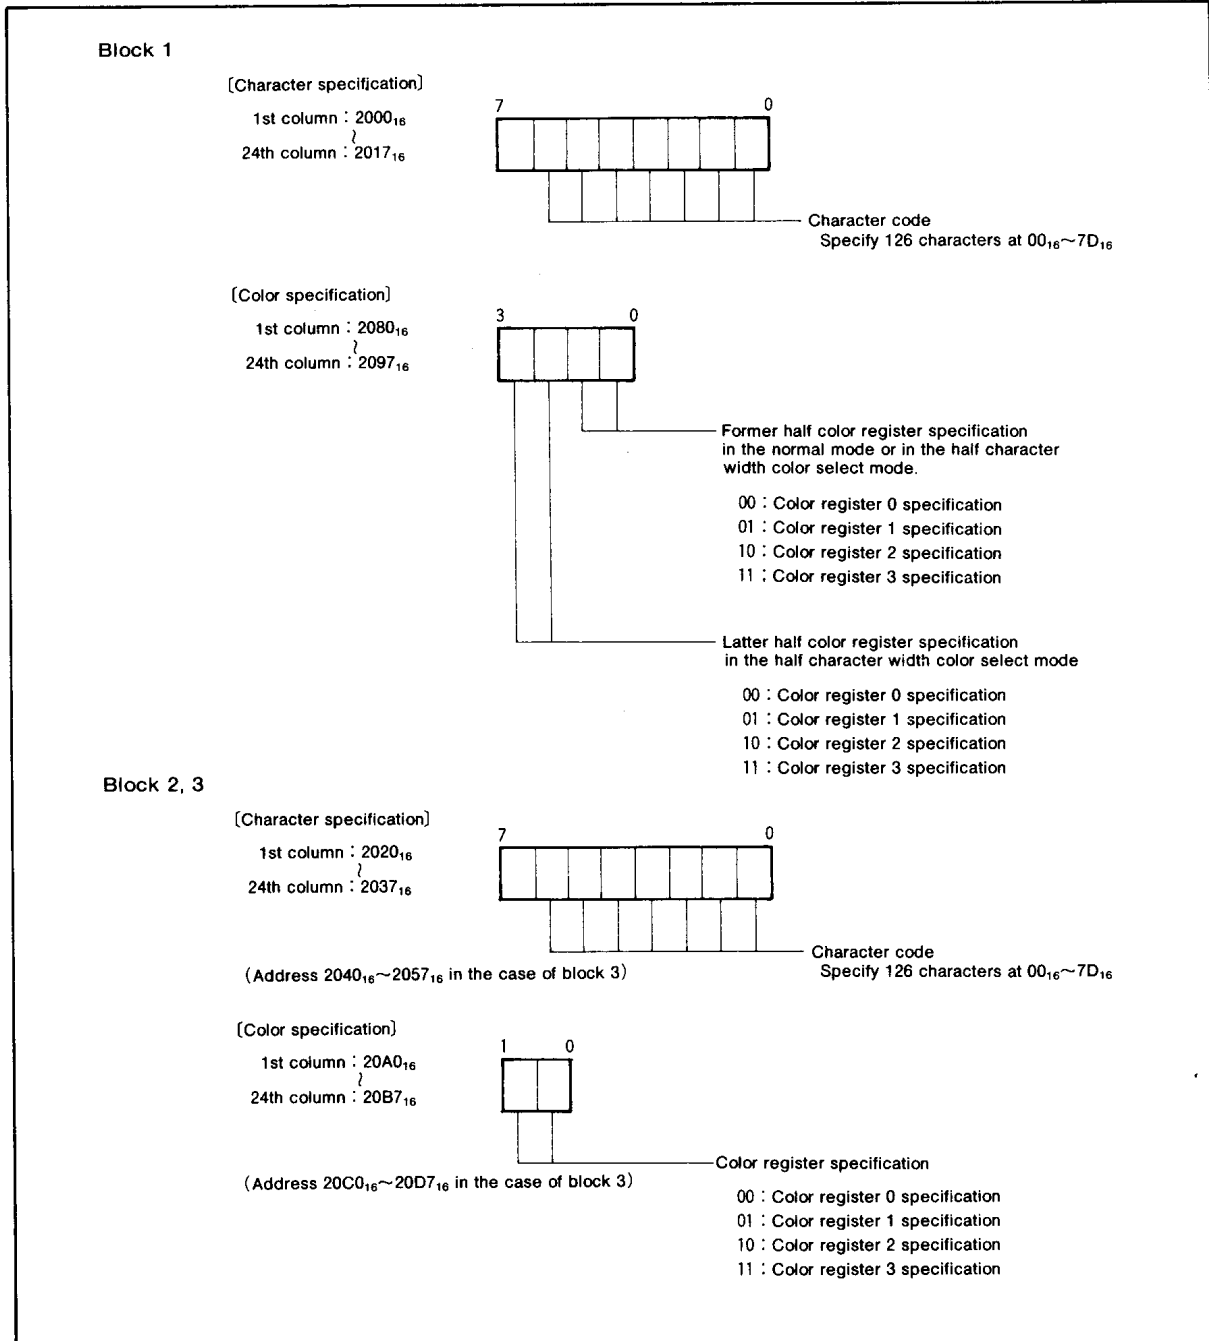 Block 1
[Character specification]
1st column : 2000₁₆
≀
24th column : 2017₁₆
7 0
Character code
Specify 126 characters at 00₁₆~7D₁₆
[Color specification]
1st column : 2080₁₆
≀
24th column : 2097₁₆
3 0
Former half color register specification
in the normal mode or in the half character
width color select mode.
00 : Color register 0 specification
01 : Color register 1 specification
10 : Color register 2 specification
11 : Color register 3 specification
Latter half color register specification
in the half character width color select mode
00 : Color register 0 specification
01 : Color register 1 specification
10 : Color register 2 specification
11 : Color register 3 specification
Block 2, 3
[Character specification]
1st column : 2020₁₆
≀
24th column : 2037₁₆
7 0
Character code
Specify 126 characters at 00₁₆~7D₁₆
(Address 2040₁₆~2057₁₆ in the case of block 3)
[Color specification]
1st column : 20A0₁₆
≀
24th column : 20B7₁₆
1 0
Color register specification
(Address 20C0₁₆~20D7₁₆ in the case of block 3)
00 : Color register 0 specification
01 : Color register 1 specification
10 : Color register 2 specification
11 : Color register 3 specification